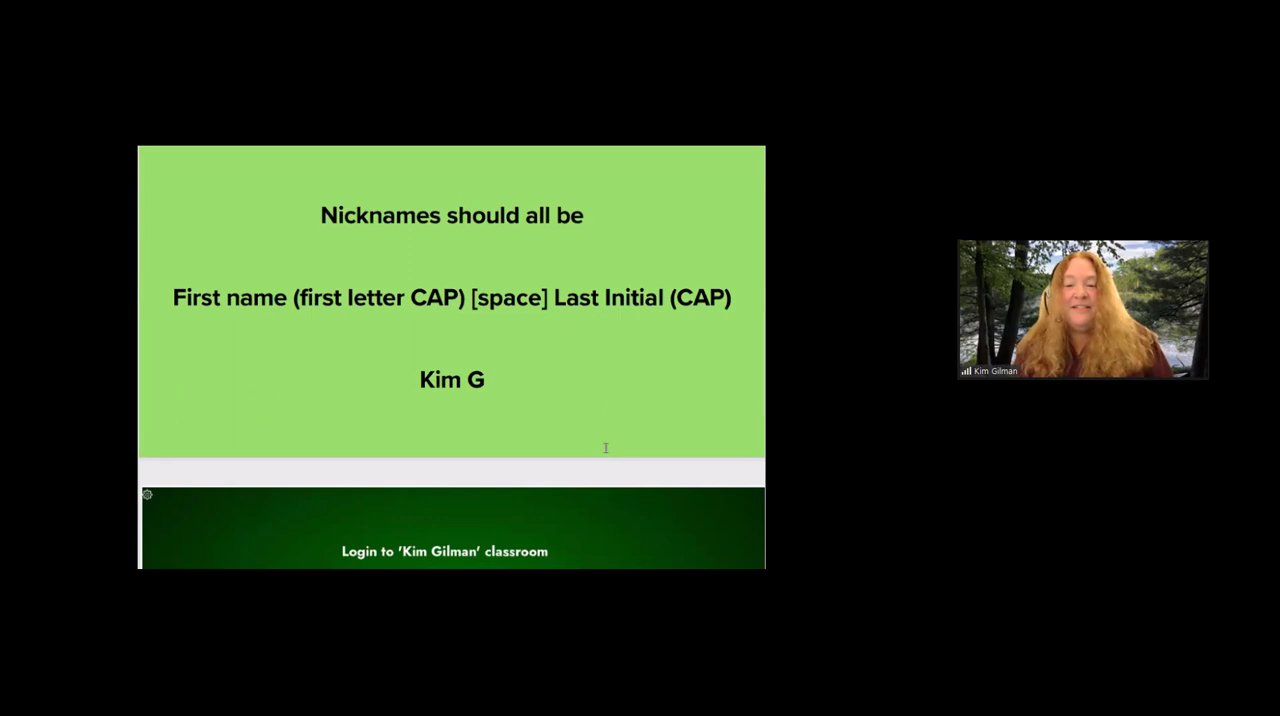 Nicknames should all be
First name (first letter CAP) [space] Last Initial (CAP)
Kim G
Login to 'Kim Gilman' classroom
Kim Gilman